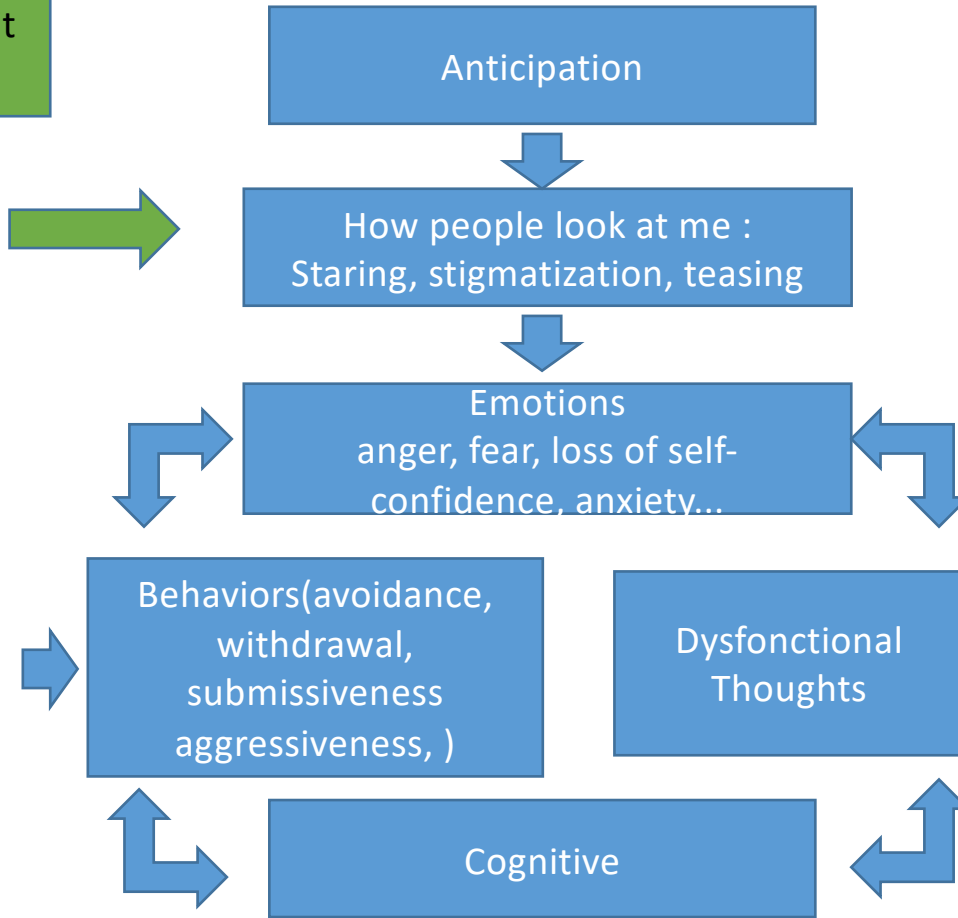 t
Anticipation
How people look at me :
Staring, stigmatization, teasing
Emotions
anger, fear, loss of self-
confidence, anxiety...
Behaviors(avoidance,
withdrawal,
submissiveness
aggressiveness, )
Dysfonctional
Thoughts
Cognitive